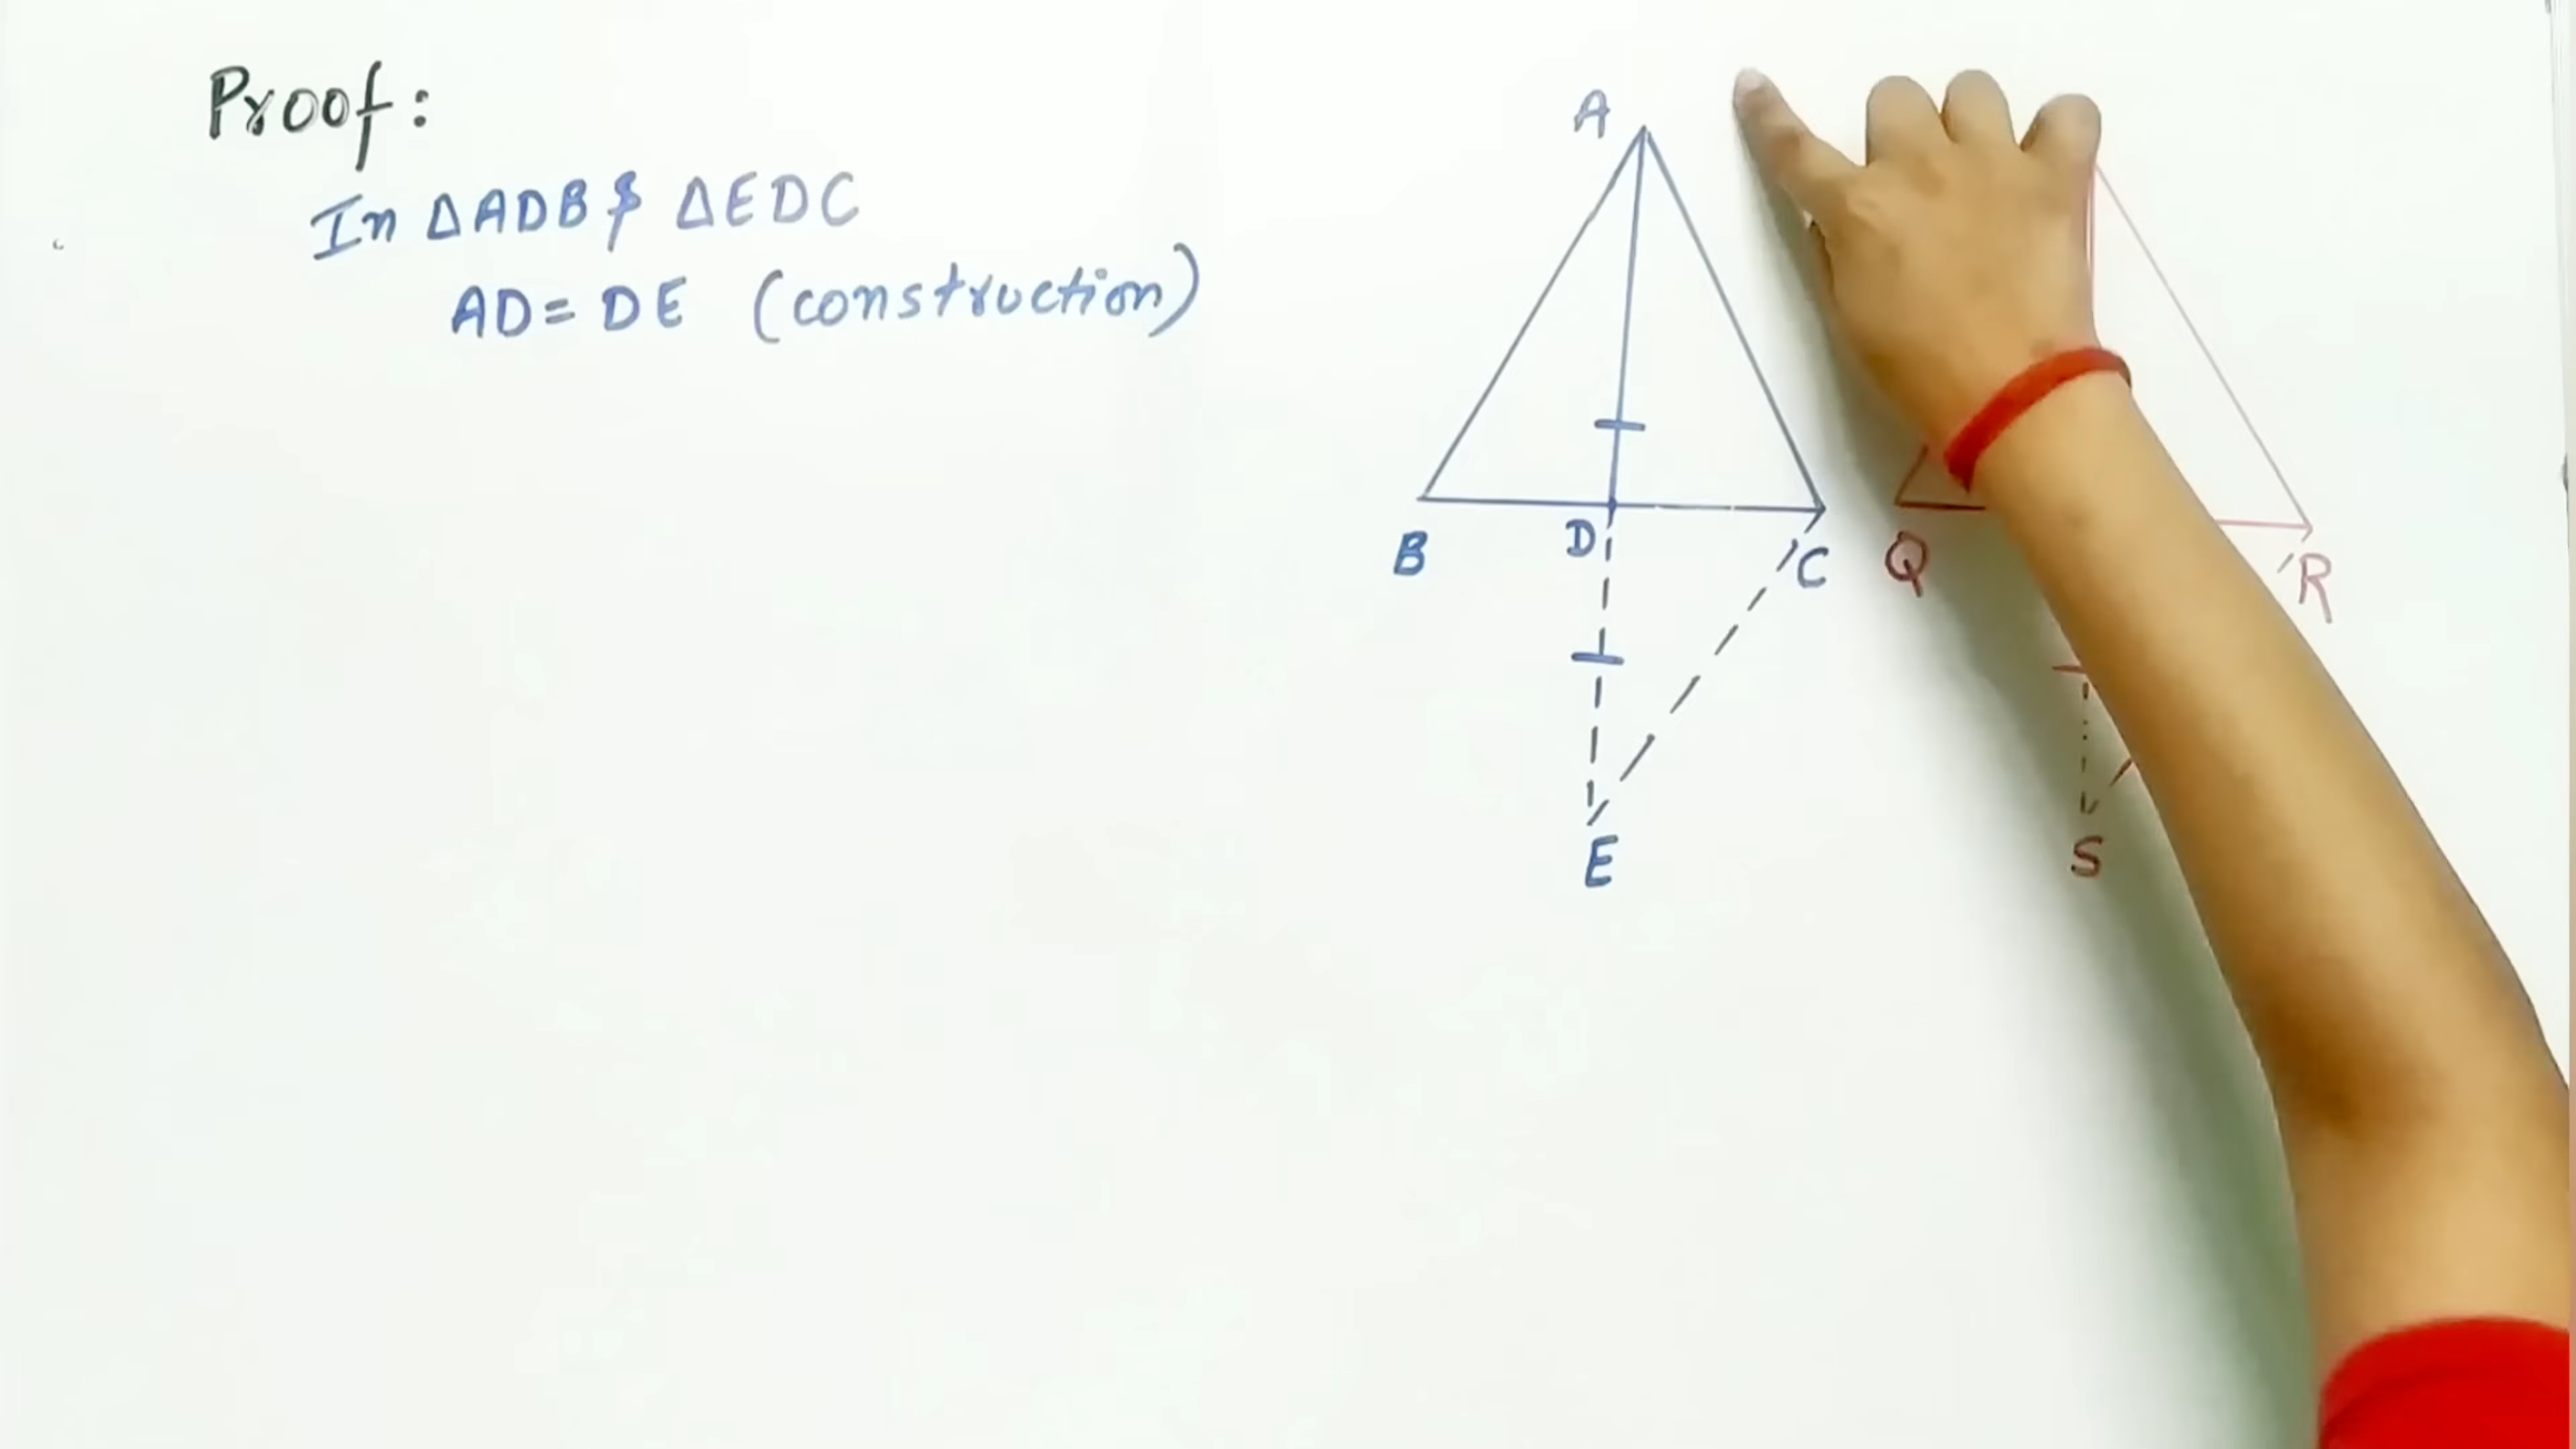 Proof:
In ΔADB & ΔEDC
AD = DE (construction)
A
B
D
C
E
Q
R
S